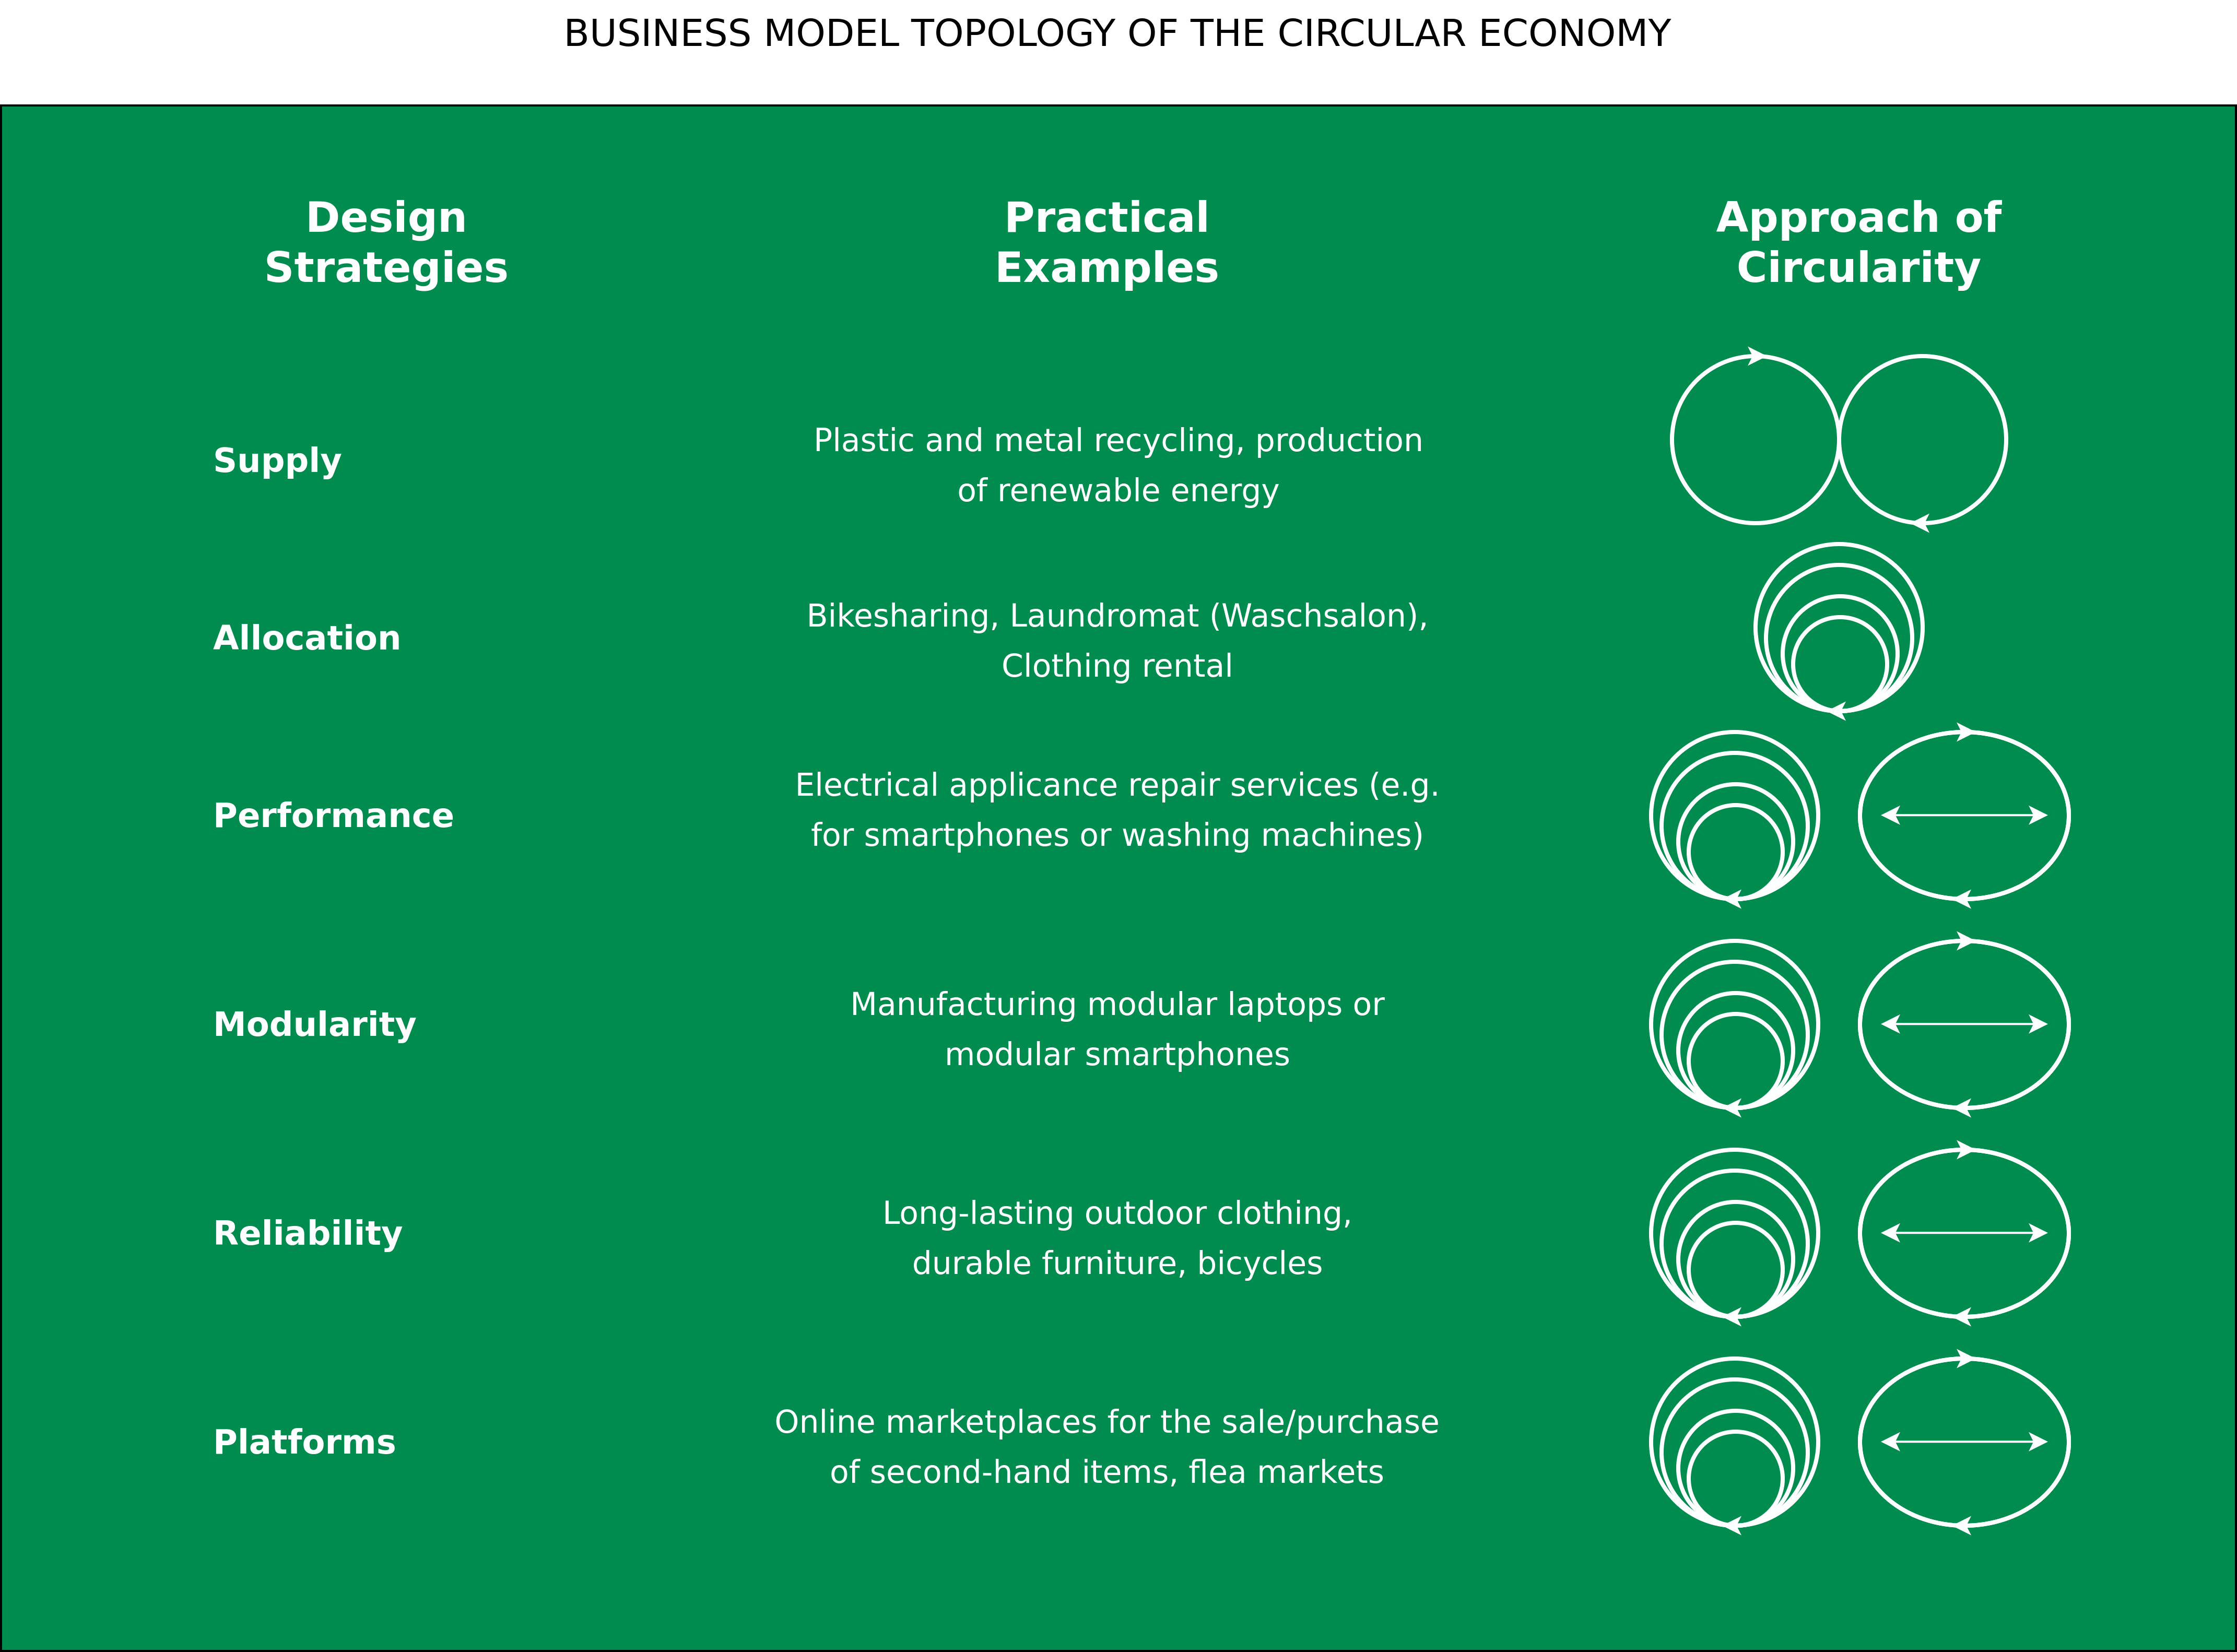 BUSINESS MODEL TOPOLOGY OF THE CIRCULAR ECONOMY
Design
Strategies
Practical
Examples
Approach of
Circularity
Supply
Plastic and metal recycling, production
of renewable energy
Allocation
Bikesharing, Laundromat (Waschsalon),
Clothing rental
Performance
Electrical applicance repair services (e.g.
for smartphones or washing machines)
Modularity
Manufacturing modular laptops or
modular smartphones
Reliability
Long-lasting outdoor clothing,
durable furniture, bicycles
Platforms
Online marketplaces for the sale/purchase
of second-hand items, flea markets